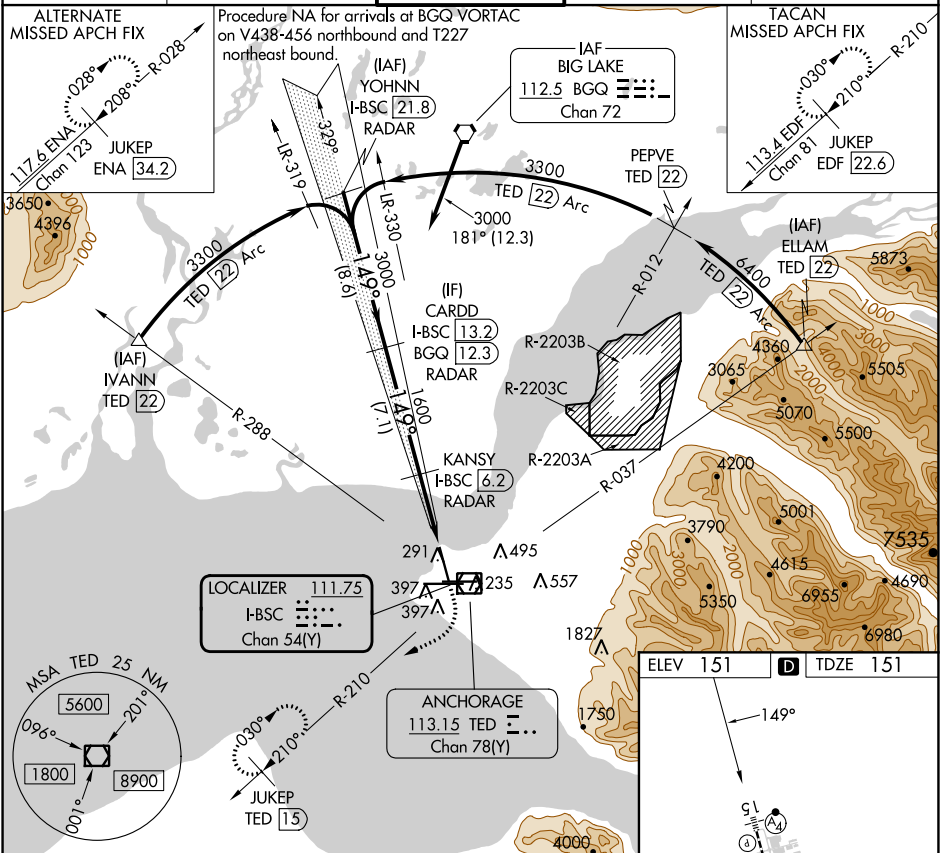 ALTERNATE
MISSED APCH FIX
028°
208°
R-028
117.6 ENA
Chan 123
JUKEP
ENA 34.2
Procedure NA for arrivals at BGQ VORTAC
on V438-456 northbound and T227
northeast bound.
(IAF)
YOHNN
I-BSC 21.8
RADAR
IAF
BIG LAKE
112.5 BGQ
Chan 72
TACAN
MISSED APCH FIX
030°
210°
R-210
113.4 EDF
Chan 81
JUKEP
EDF 22.6
329°
LR-319
LR-330
3300
TED 22 Arc
PEPVE
TED 22
3000
181° (12.3)
3650
4396
1000
3300
TED 22 Arc
3000
149°
(8.6)
R-012
6400
TED 22 Arc
(IAF)
ELLAM
TED 22
5873
1000
(IF)
CARDD
I-BSC 13.2
BGQ 12.3
RADAR
(IAF)
IVANN
TED 22
R-288
1600
149°
(7.1)
R-2203B
R-2203C
R-2203A
R-037
4360
3065
4000
3000
2000
5505
5070
5500
KANSY
I-BSC 6.2
RADAR
4200
5001
3790
2000
1000
3000
4615
7535
5350
6955
4690
6980
291
495
397
235
557
397
LOCALIZER 111.75
I-BSC
Chan 54(Y)
1827
1750
R-210
ANCHORAGE
113.15 TED
Chan 78(Y)
030°
210°
JUKEP
TED 15
MSA TED 25 NM
5600
096°
201°
1800
8900
001°
4000
ELEV 151
D
TDZE 151
149°
15
A4
P